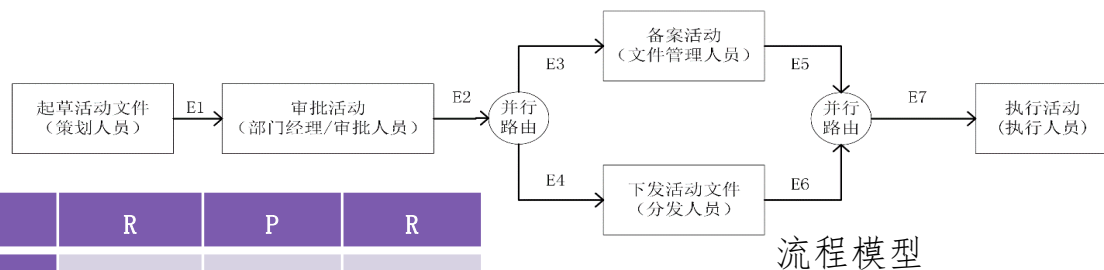 起草活动文件
（策划人员）
E1
审批活动
（部门经理/审批人员）
E2
并行
路由
E3
备案活动
（文件管理人员）
E5
E4
下发活动文件
（分发人员）
E6
并行
路由
E7
执行活动
(执行人员)
R P R
流程模型